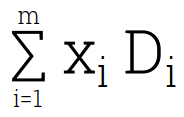 m
∑ xᵢ Dᵢ
i=1